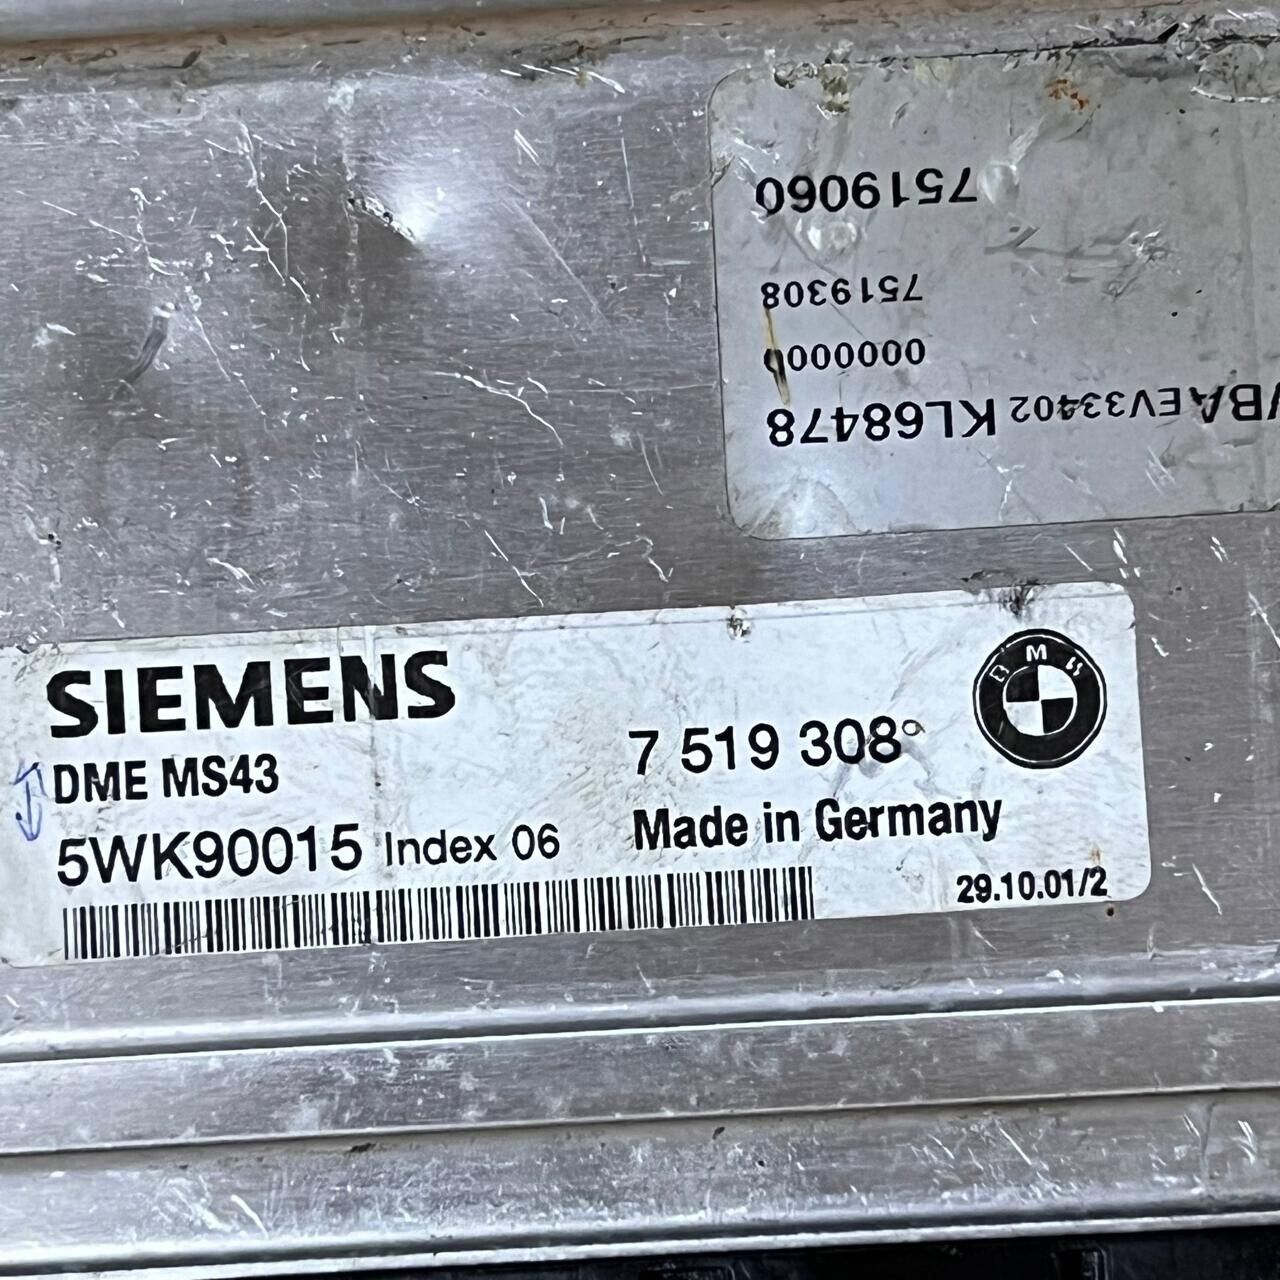 7519060
7519308
0000000
WBAEV33402 KL68478
SIEMENS
BMW
DME MS43
7 519 308
5WK90015 Index 06
Made in Germany
29.10.01/2